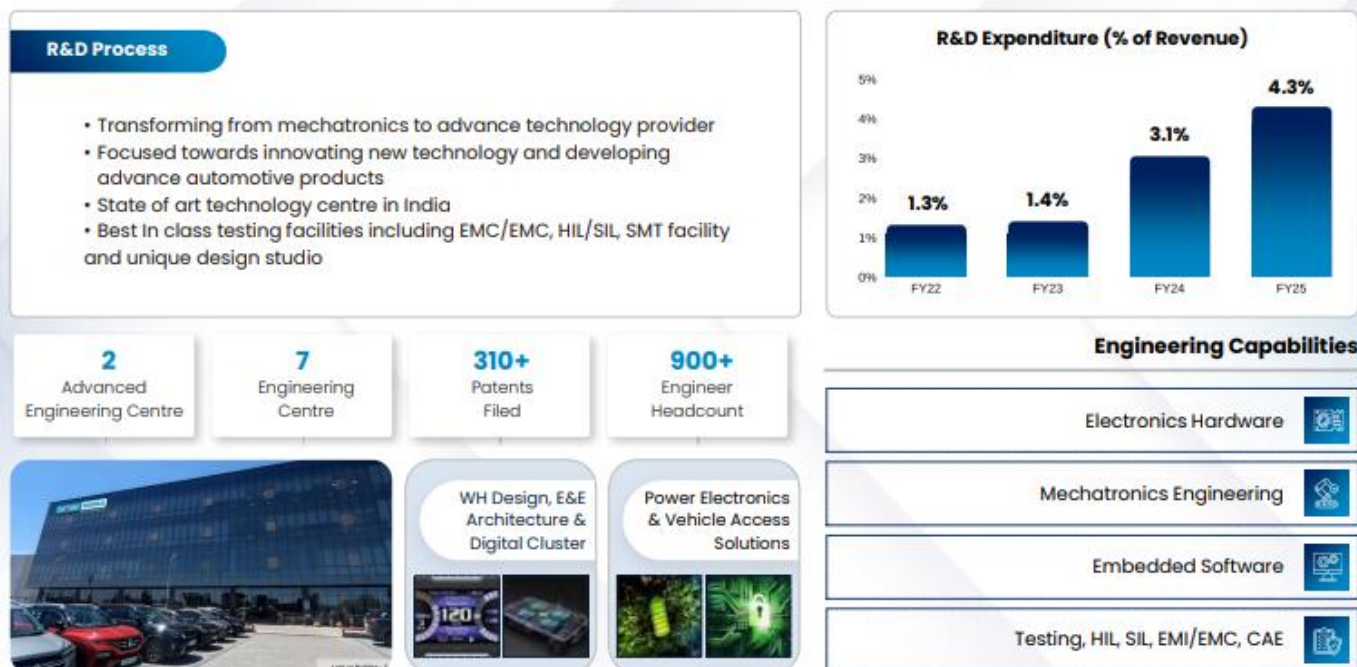 R&D Process
• Transforming from mechatronics to advance technology provider
• Focused towards innovating new technology and developing
advance automotive products
• State of art technology centre in India
• Best In class testing facilities including EMC/EMC, HIL/SIL, SMT facility
and unique design studio
R&D Expenditure (% of Revenue)
5%
4%
3%
2%
1%
0%
1.3%
1.4%
3.1%
4.3%
FY22
FY23
FY24
FY25
2
Advanced
Engineering Centre
7
Engineering
Centre
310+
Patents
Filed
900+
Engineer
Headcount
WH Design, E&E
Architecture &
Digital Cluster
120
Power Electronics
& Vehicle Access
Solutions
Engineering Capabilities
Electronics Hardware
Mechatronics Engineering
Embedded Software
Testing, HIL, SIL, EMI/EMC, CAE